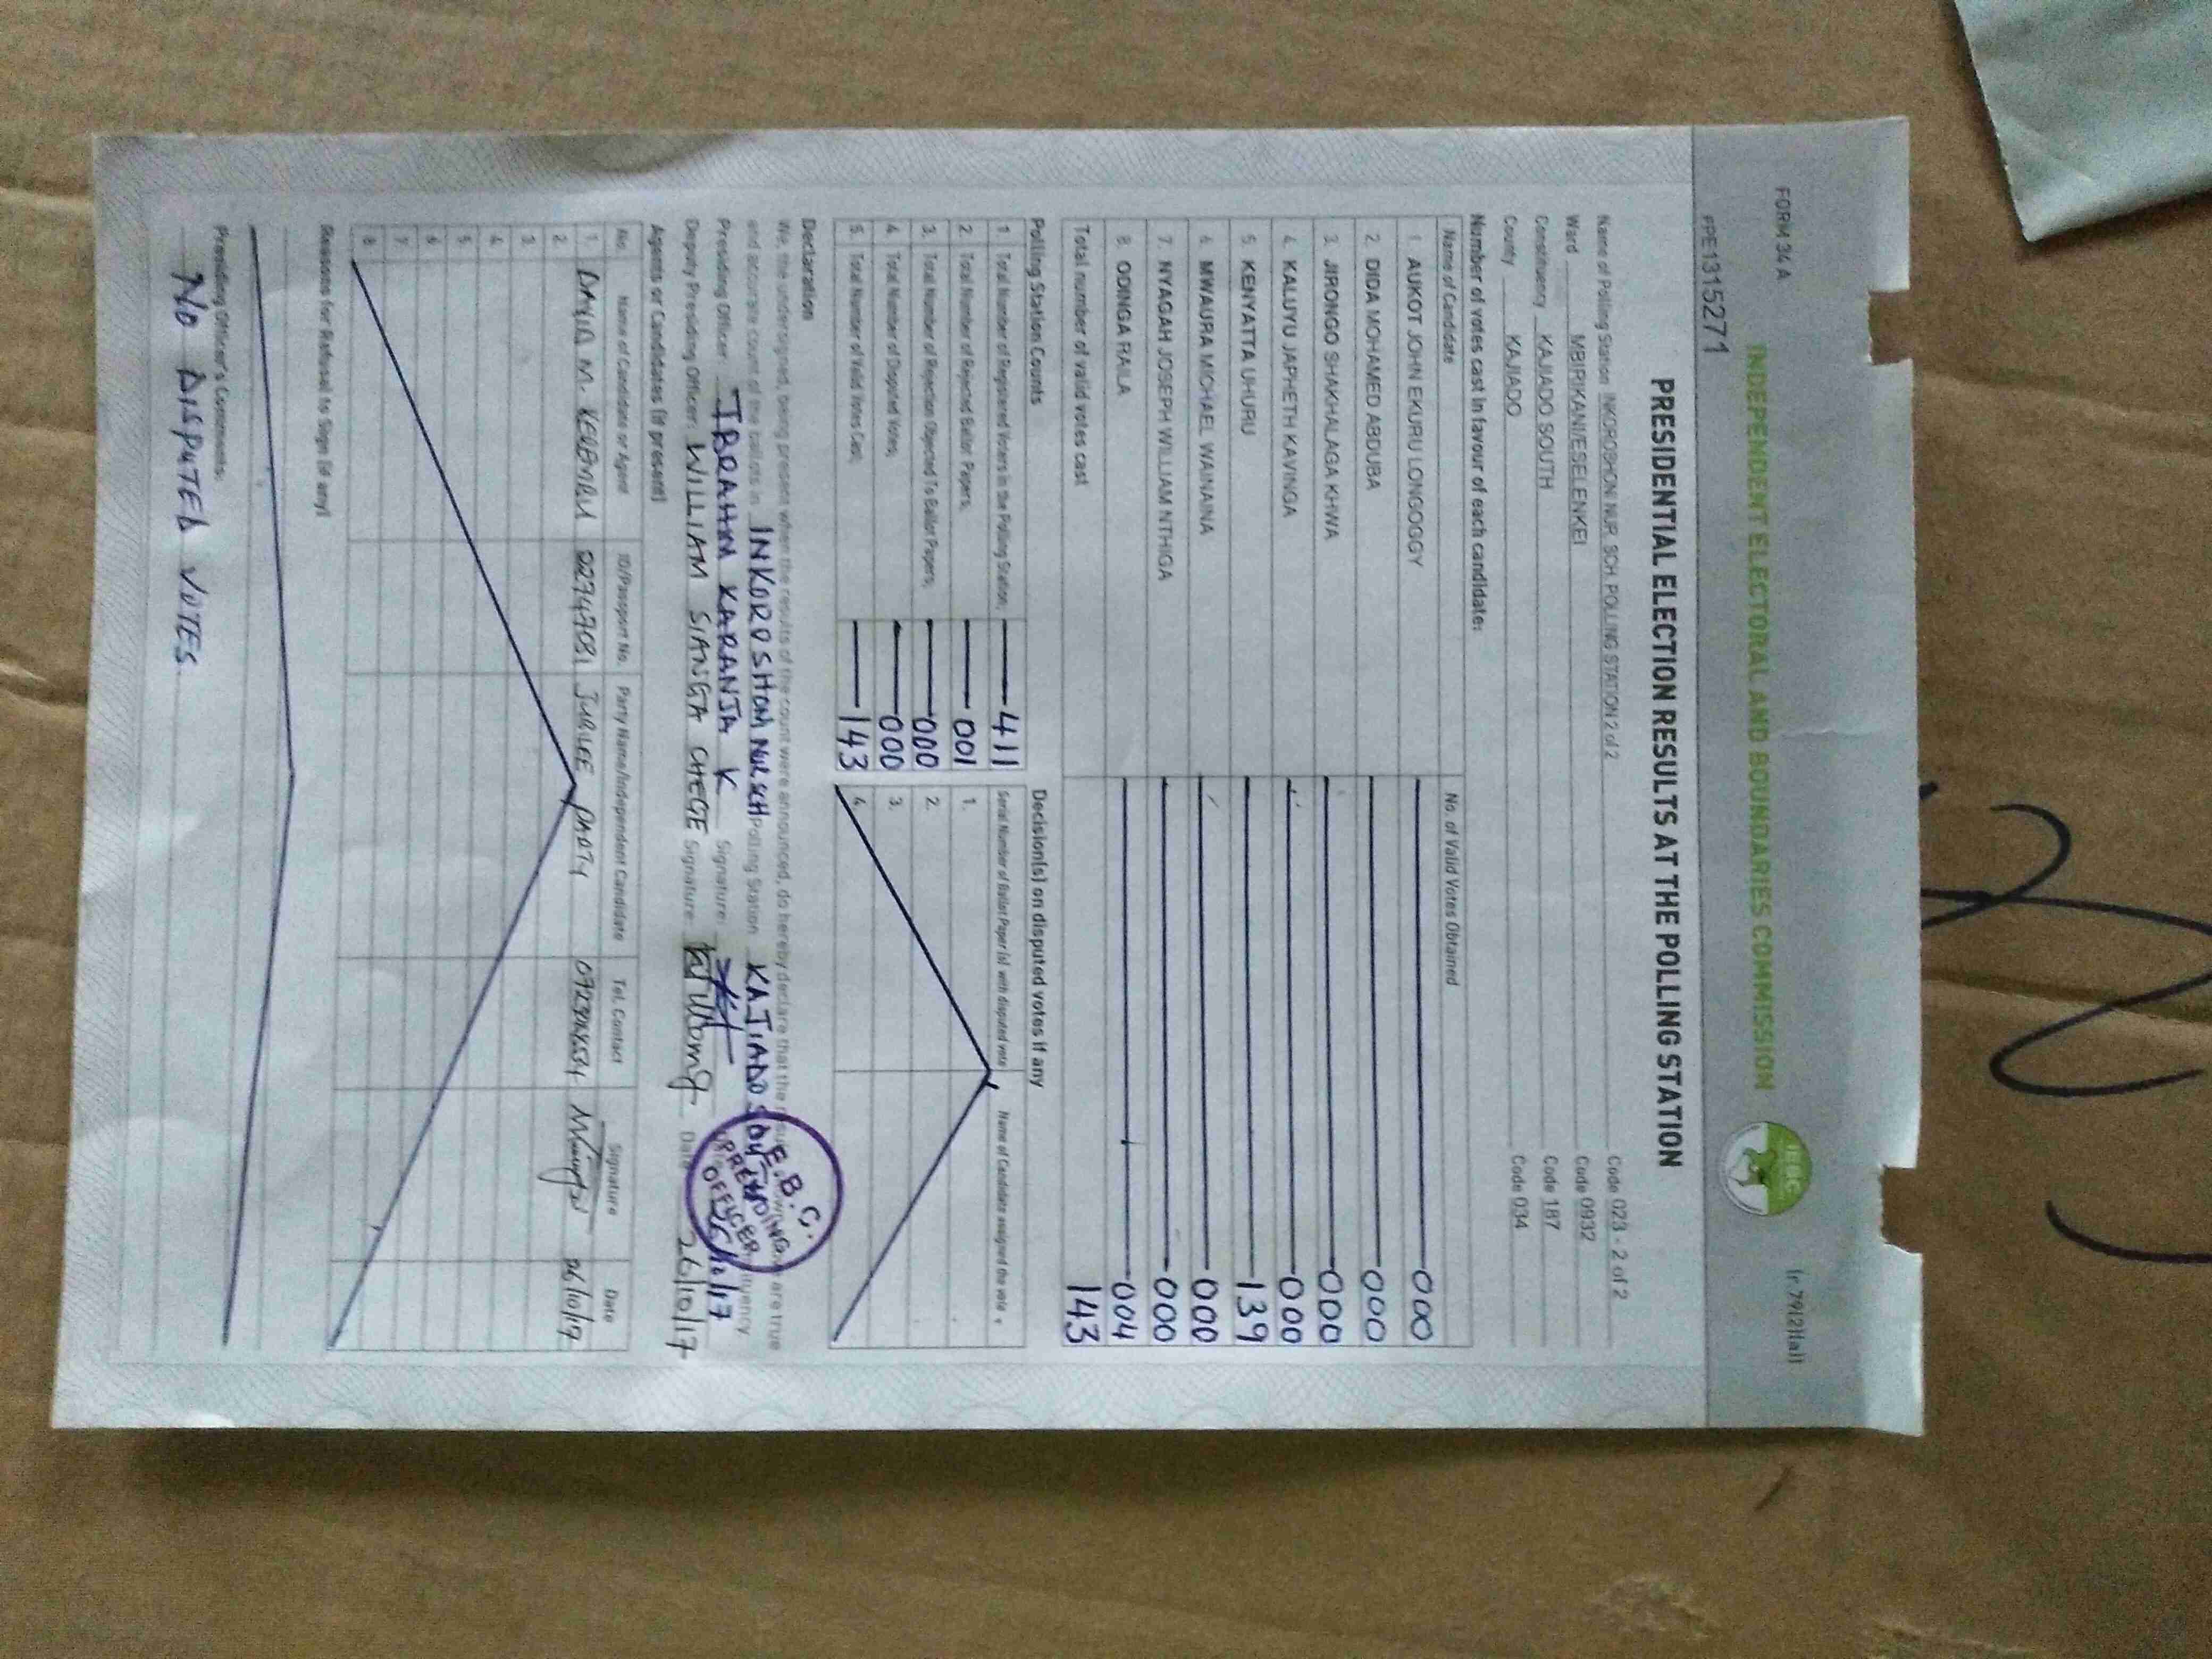 FORM 34 A
(r.79(2)(a))
INDEPENDENT ELECTORAL AND BOUNDARIES COMMISSION
IEBC
PRE1315271
PRESIDENTIAL ELECTION RESULTS AT THE POLLING STATION
Name of Polling Station INKOROSHONI NUR. SCH. POLLING STATION 2 of 2 Code 023 - 2 of 2
Ward MBIRIKANI/ESELENKEI Code 0932
Constituency KAJIADO SOUTH Code 187
County KAJIADO Code 034
Number of votes cast in favour of each candidate:
Name of Candidate No. of Valid Votes Obtained
1. AUKOT JOHN EKURU LONGOGGY 000
2. DIDA MOHAMED ABDUBA 000
3. JIRONGO SHAKHALAGA KHWA 000
4. KALUYU JAPHETH KAVINGA 000
5. KENYATTA UHURU 139
6. MWAURA MICHAEL WAINAINA 000
7. NYAGAH JOSEPH WILLIAM NTHIGA 000
8. ODINGA RAILA 004
Total number of valid votes cast 143
Polling Station Counts
1. Total Number of Registered Voters in the Polling Station; 411
2. Total Number of Rejected Ballot Papers; 001
3. Total Number of Rejection Objected To Ballot Papers; 000
4. Total Number of Disputed Votes; 000
5. Total Number of Valid Votes Cast; 143
Decision(s) on disputed votes if any
Serial Number of Ballot Paper (s) with disputed vote Name of Candidate assigned the vote
1.
2.
3.
4.
Declaration
We, the undersigned, being present when the results of the count were announced, do hereby declare that the are true
and accurate count of the ballots in INKOROSHONI NUR SCH Polling Station KAJIADO SOUTH
Presiding Officer: IBRAHIM KARANJA K Signature: 26/10/17
Deputy Presiding Officer: WILLIAM SIANGA CHEGE Signature: Date 26/10/17
I.E.B.C.
PRESIDING
OFFICER
Agents or Candidates (if present)
No. Name of Candidate or Agent ID/Passport No. Party Name/Independent Candidate Tel. Contact Signature Date
1. DAVID M. 02747081 JUBILEE PARTY 26/10/17
2.
3.
4.
5.
6.
7.
8.
Reasons for Refusal to Sign (if any)
Presiding Officer's Comments:
NO DISPUTED VOTES.